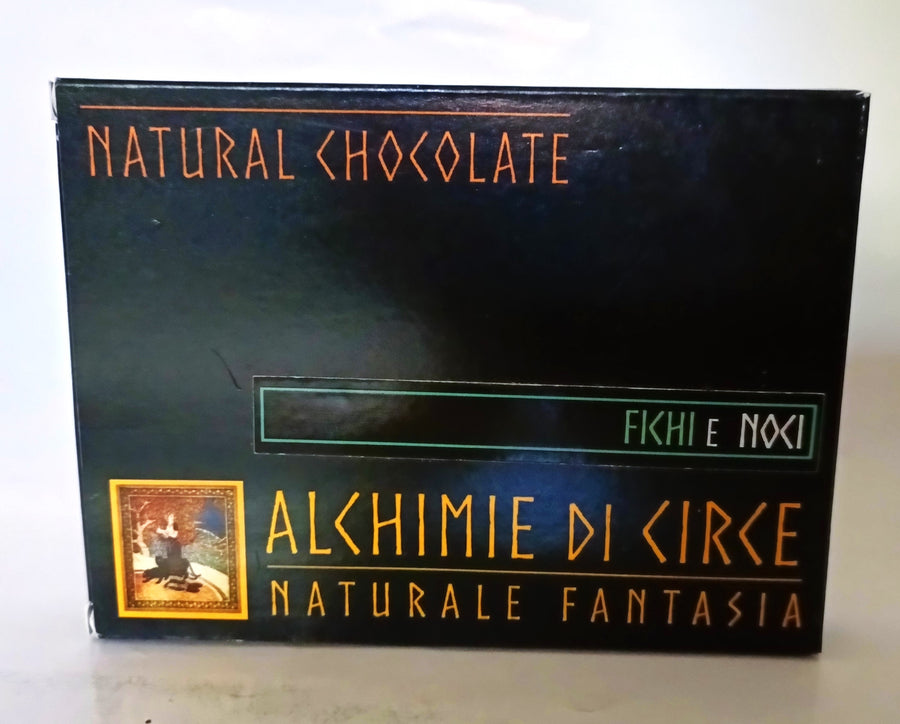 NATURAL CHOCOLATE
FICHI E NOCI
ALCHIMIE DI CIRCE
NATURALE FANTASIA